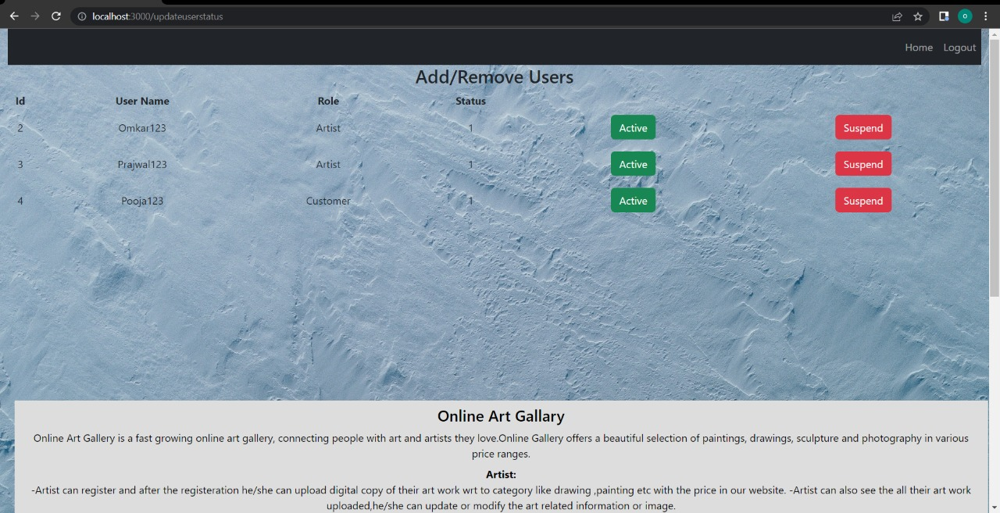 localhost:3000/updateuserstatus
o
Home Logout
Add/Remove Users
Id User Name Role Status
2 Omkar123 Artist 1 Active Suspend
3 Prajwal123 Artist 1 Active Suspend
4 Pooja123 Customer 1 Active Suspend
Online Art Gallary
Online Art Gallery is a fast growing online art gallery, connecting people with art and artists they love.Online Gallery offers a beautiful selection of paintings, drawings, sculpture and photography in various
price ranges.
Artist:
-Artist can register and after the registeration he/she can upload digital copy of their art work wrt to category like drawing ,painting etc with the price in our website. -Artist can also see the all their art work
uploaded,he/she can update or modify the art related information or image.